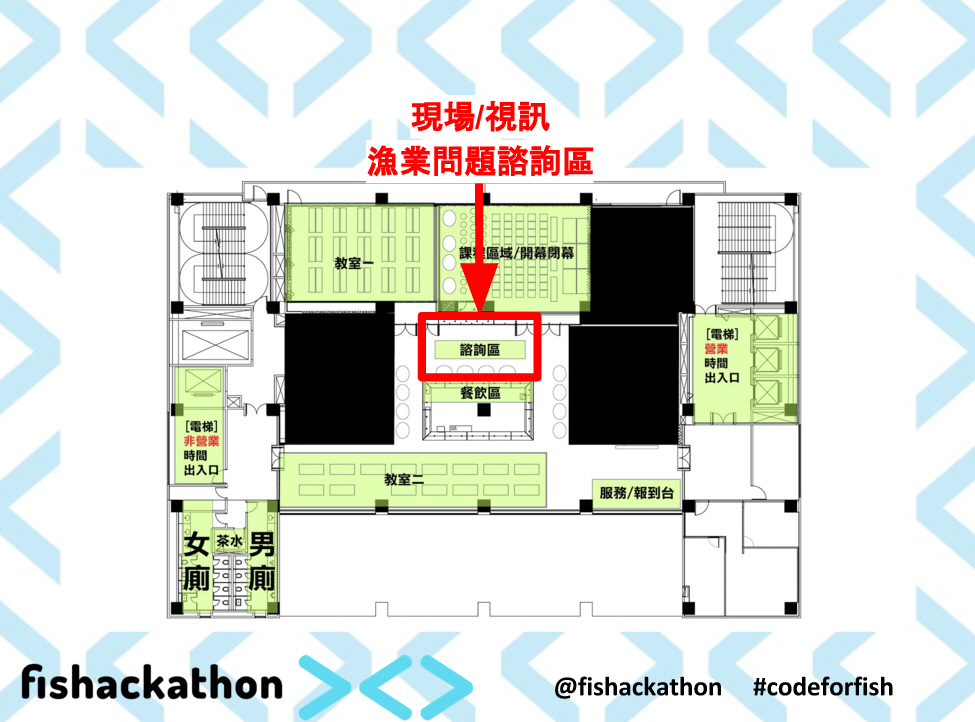 現場/視訊
漁業問題諮詢區
課程區域/開幕閉幕
教室一
[電梯]
營業
時間
出入口
諮詢區
餐飲區
[電梯]
非營業
時間
出入口
教室二
服務/報到台
女廁
茶水
男廁
fishackathon
@fishackathon #codeforfish